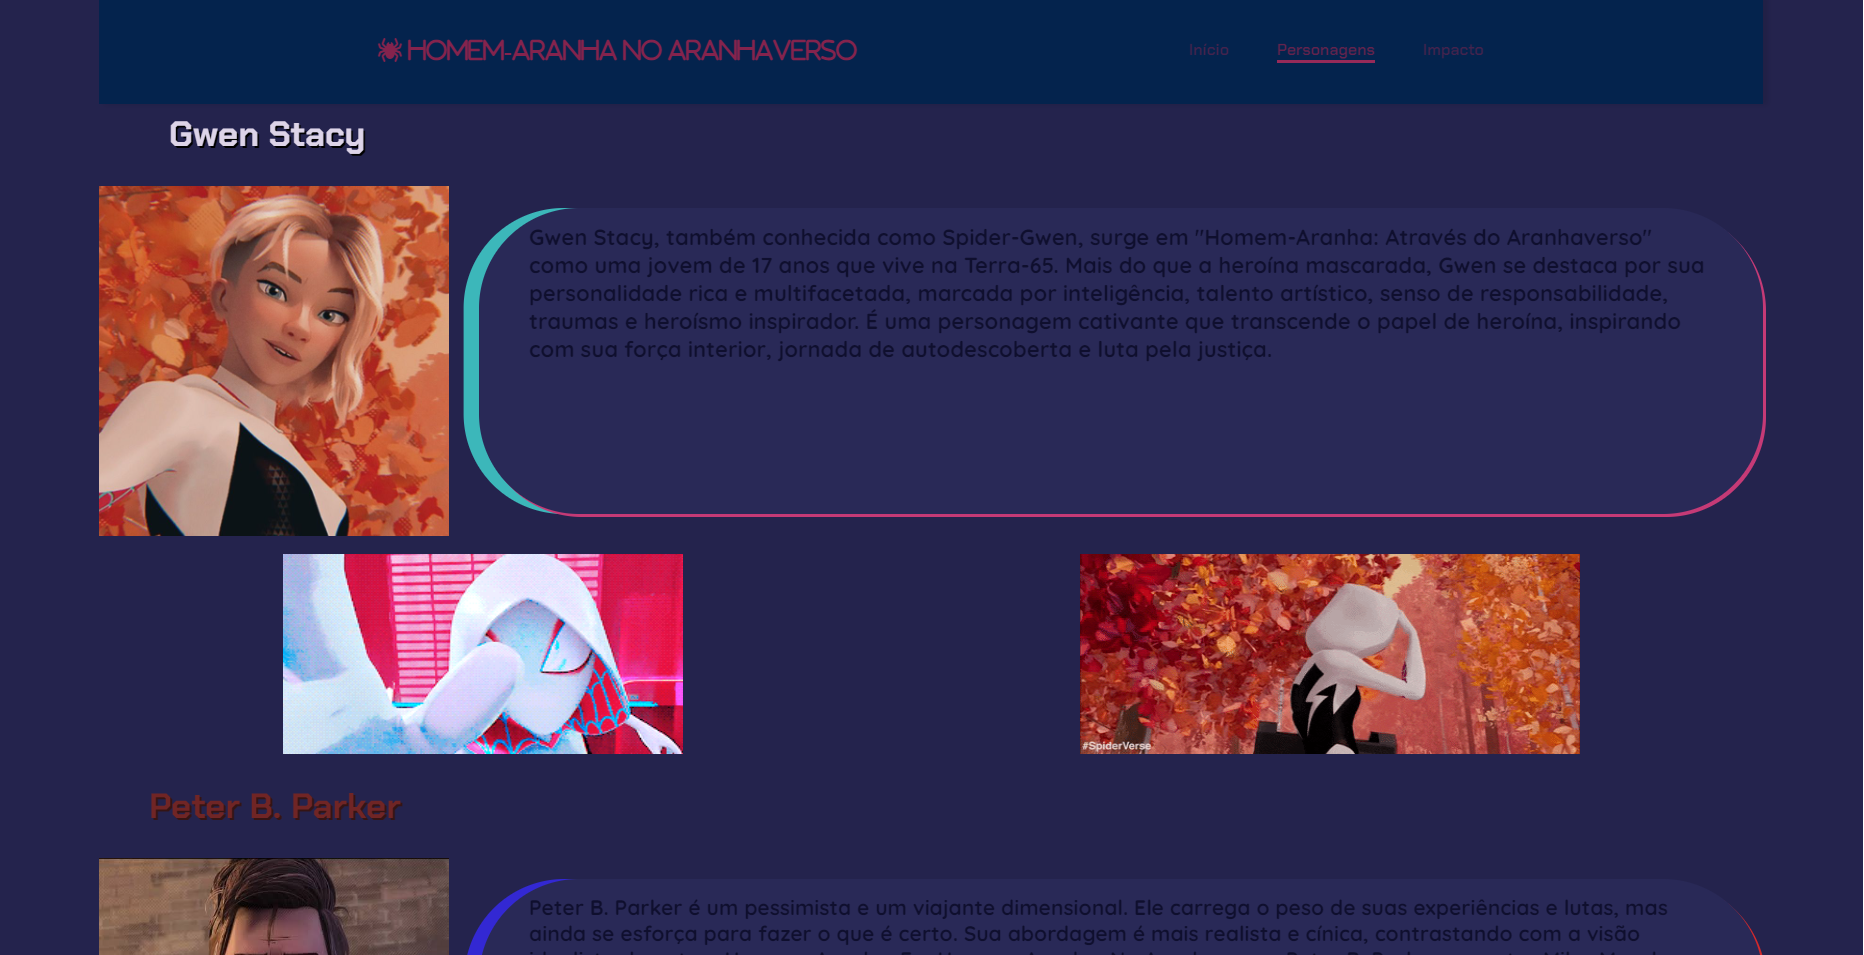 HOMEM-ARANHA NO ARANHAVERSO
Início
Personagens
Impacto
Gwen Stacy
Gwen Stacy, também conhecida como Spider-Gwen, surge em "Homem-Aranha: Através do Aranhaverso"
como uma jovem de 17 anos que vive na Terra-65. Mais do que a heroína mascarada, Gwen se destaca por sua
personalidade rica e multifacetada, marcada por inteligência, talento artístico, senso de responsabilidade,
traumas e heroísmo inspirador. É uma personagem cativante que transcende o papel de heroína, inspirando
com sua força interior, jornada de autodescoberta e luta pela justiça.
#SpiderVerse
Peter B. Parker
Peter B. Parker é um pessimista e um viajante dimensional. Ele carrega o peso de suas experiências e lutas, mas
ainda se esforça para fazer o que é certo. Sua abordagem é mais realista e cínica, contrastando com a visão